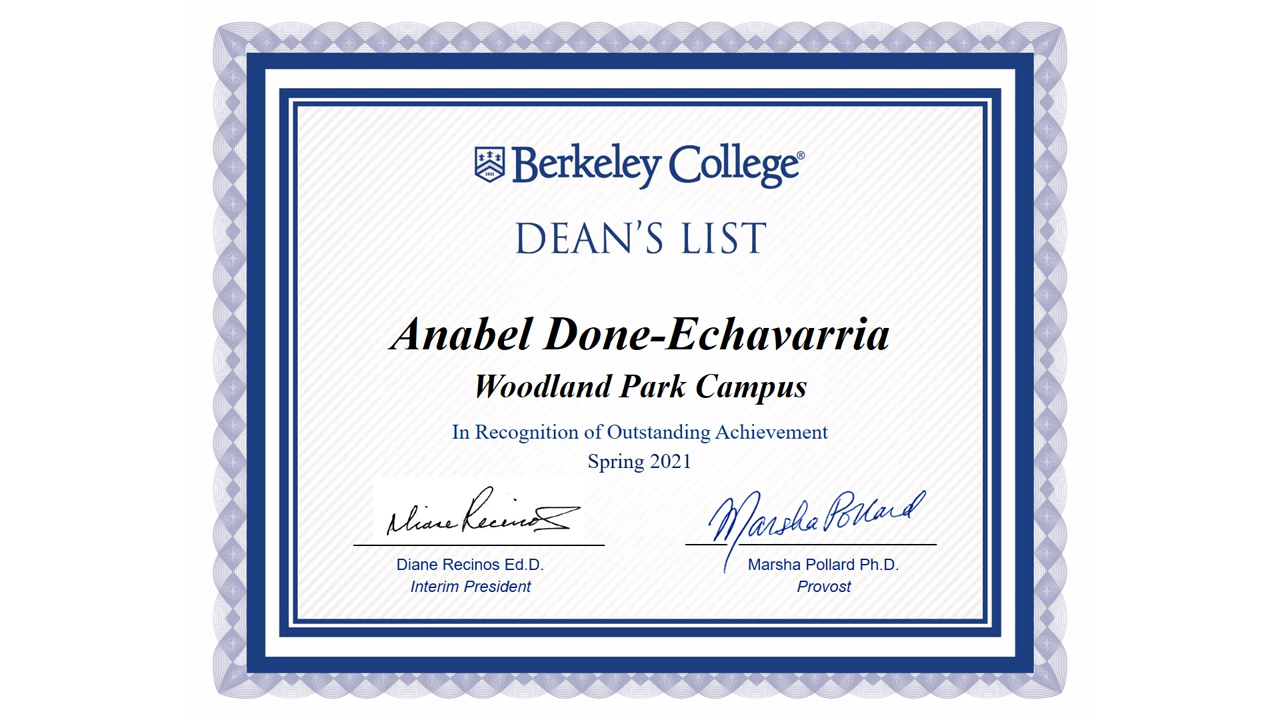 Berkeley College®
DEAN'S LIST
Anabel Done-Echavarria
Woodland Park Campus
In Recognition of Outstanding Achievement
Spring 2021
Diane Recinos
Marsha Pollard
Diane Recinos Ed.D.
Marsha Pollard Ph.D.
Interim President
Provost